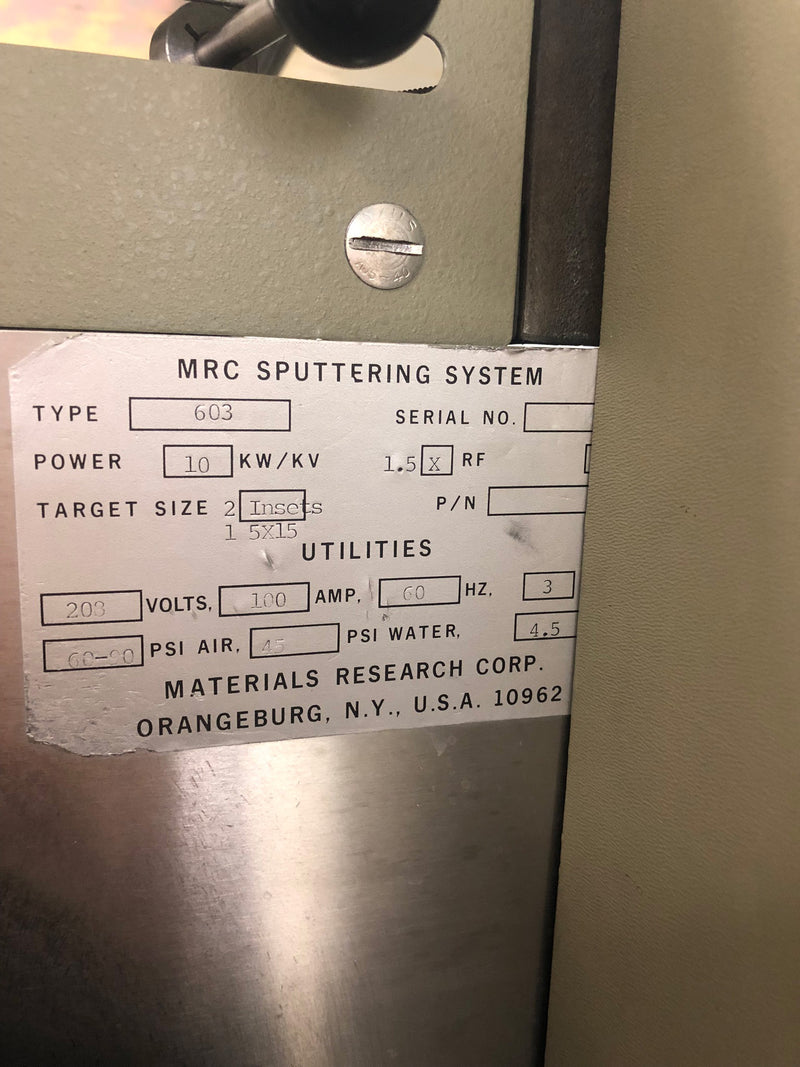 MRC SPUTTERING SYSTEM
TYPE 603 SERIAL NO.
POWER 10 KW/KV 1.5 X RF
TARGET SIZE 2 Insets P/N
1 5X15
UTILITIES
208 VOLTS, 100 AMP, 60 HZ, 3
60-90 PSI AIR, 45 PSI WATER, 4.5
MATERIALS RESEARCH CORP.
ORANGEBURG, N.Y., U.S.A. 10962